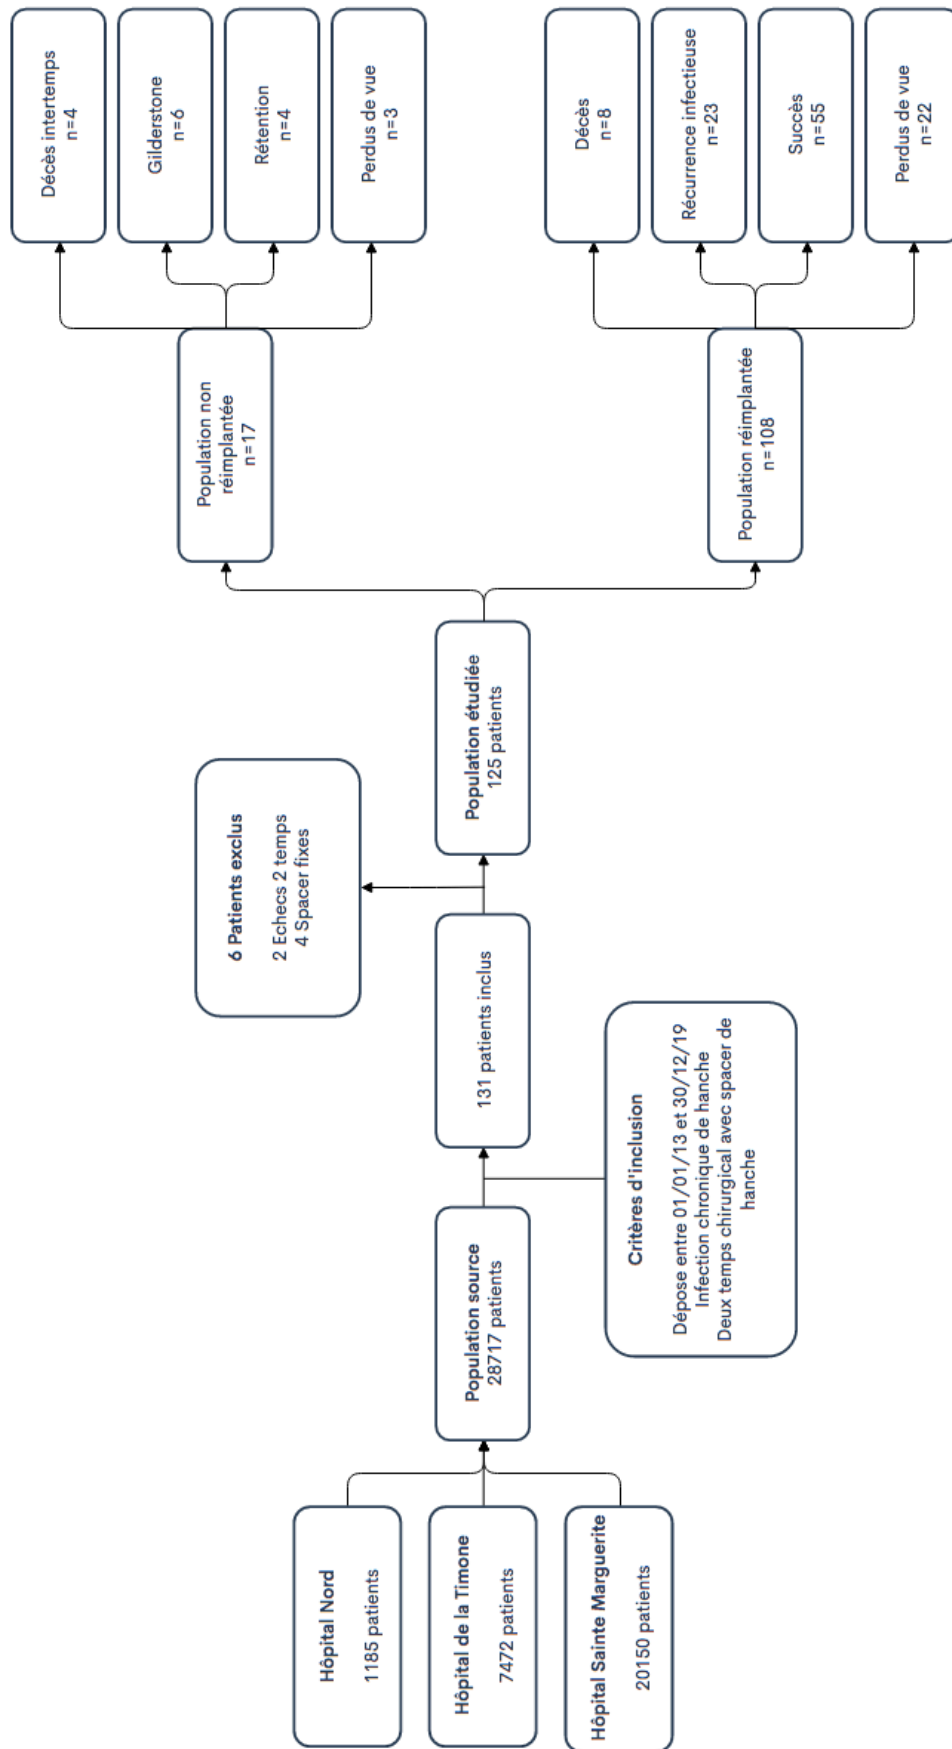 Hôpital Nord
1185 patients
Hôpital de la Timone
7472 patients
Hôpital Sainte Marguerite
20150 patients
Population source
28717 patients
Critères d'inclusion
Dépose entre 01/01/13 et 30/12/19
Infection chronique de hanche
Deux temps chirurgical avec spacer de
hanche
131 patients inclus
6 Patients exclus
2 Echecs 2 temps
4 Spacer fixes
Population étudiée
125 patients
Population non
réimplantée
n=17
Décès intertemps
n=4
Gilderstone
n=6
Rétention
n=4
Perdus de vue
n=3
Population réimplantée
n=108
Décès
n=8
Récurrence infectieuse
n=23
Succès
n=55
Perdus de vue
n=22